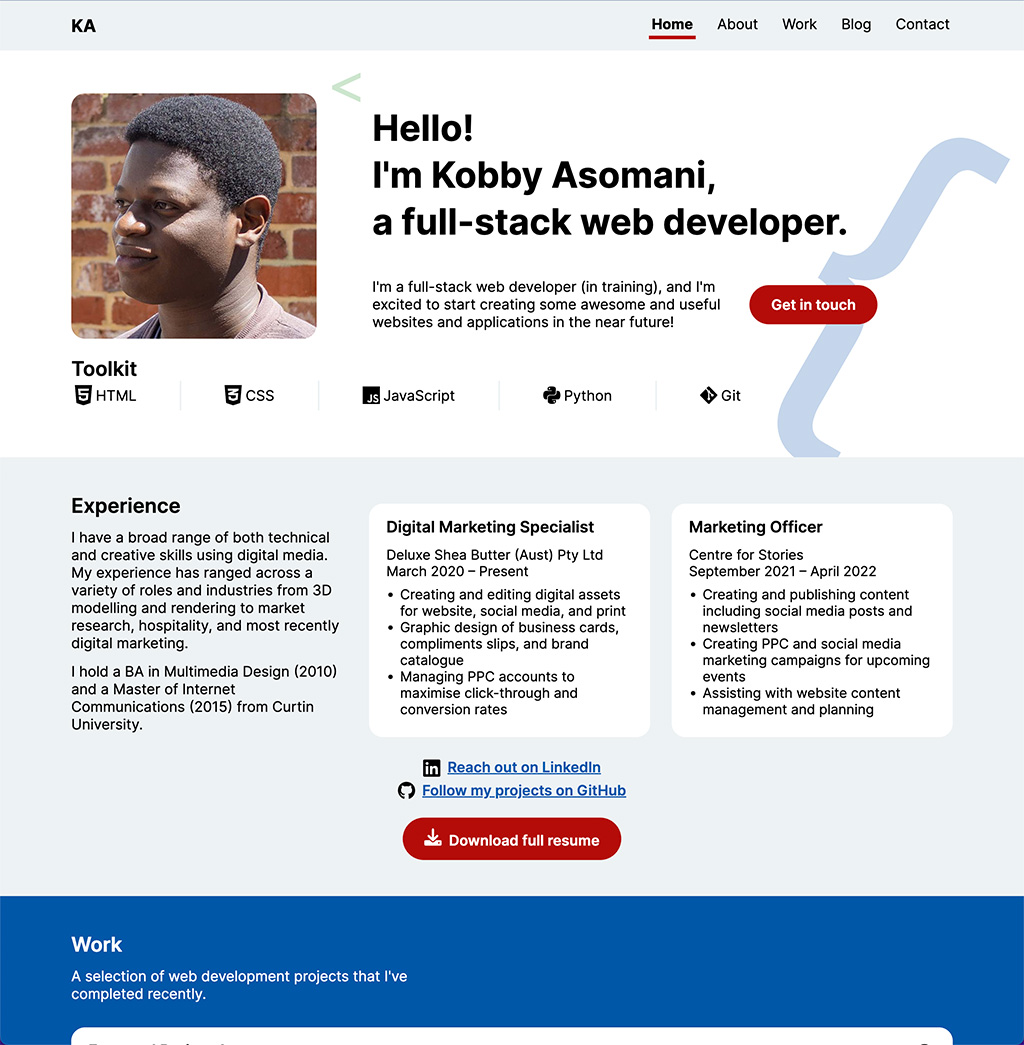 KA
Home About Work Blog Contact
<
Hello!
I'm Kobby Asomani,
a full-stack web developer.
{
I'm a full-stack web developer (in training), and I'm
excited to start creating some awesome and useful
websites and applications in the near future!
Get in touch
Toolkit
HTML CSS JavaScript Python Git
Experience
I have a broad range of both technical
and creative skills using digital media.
My experience has ranged across a
variety of roles and industries from 3D
modelling and rendering to market
research, hospitality, and most recently
digital marketing.
I hold a BA in Multimedia Design (2010)
and a Master of Internet
Communications (2015) from Curtin
University.
Digital Marketing Specialist
Deluxe Shea Butter (Aust) Pty Ltd
March 2020 – Present
• Creating and editing digital assets
for website, social media, and print
• Graphic design of business cards,
compliments slips, and brand
catalogue
• Managing PPC accounts to
maximise click-through and
conversion rates
Marketing Officer
Centre for Stories
September 2021 – April 2022
• Creating and publishing content
including social media posts and
newsletters
• Creating PPC and social media
marketing campaigns for upcoming
events
• Assisting with website content
management and planning
Reach out on LinkedIn
Follow my projects on GitHub
Download full resume
Work
A selection of web development projects that I've
completed recently.